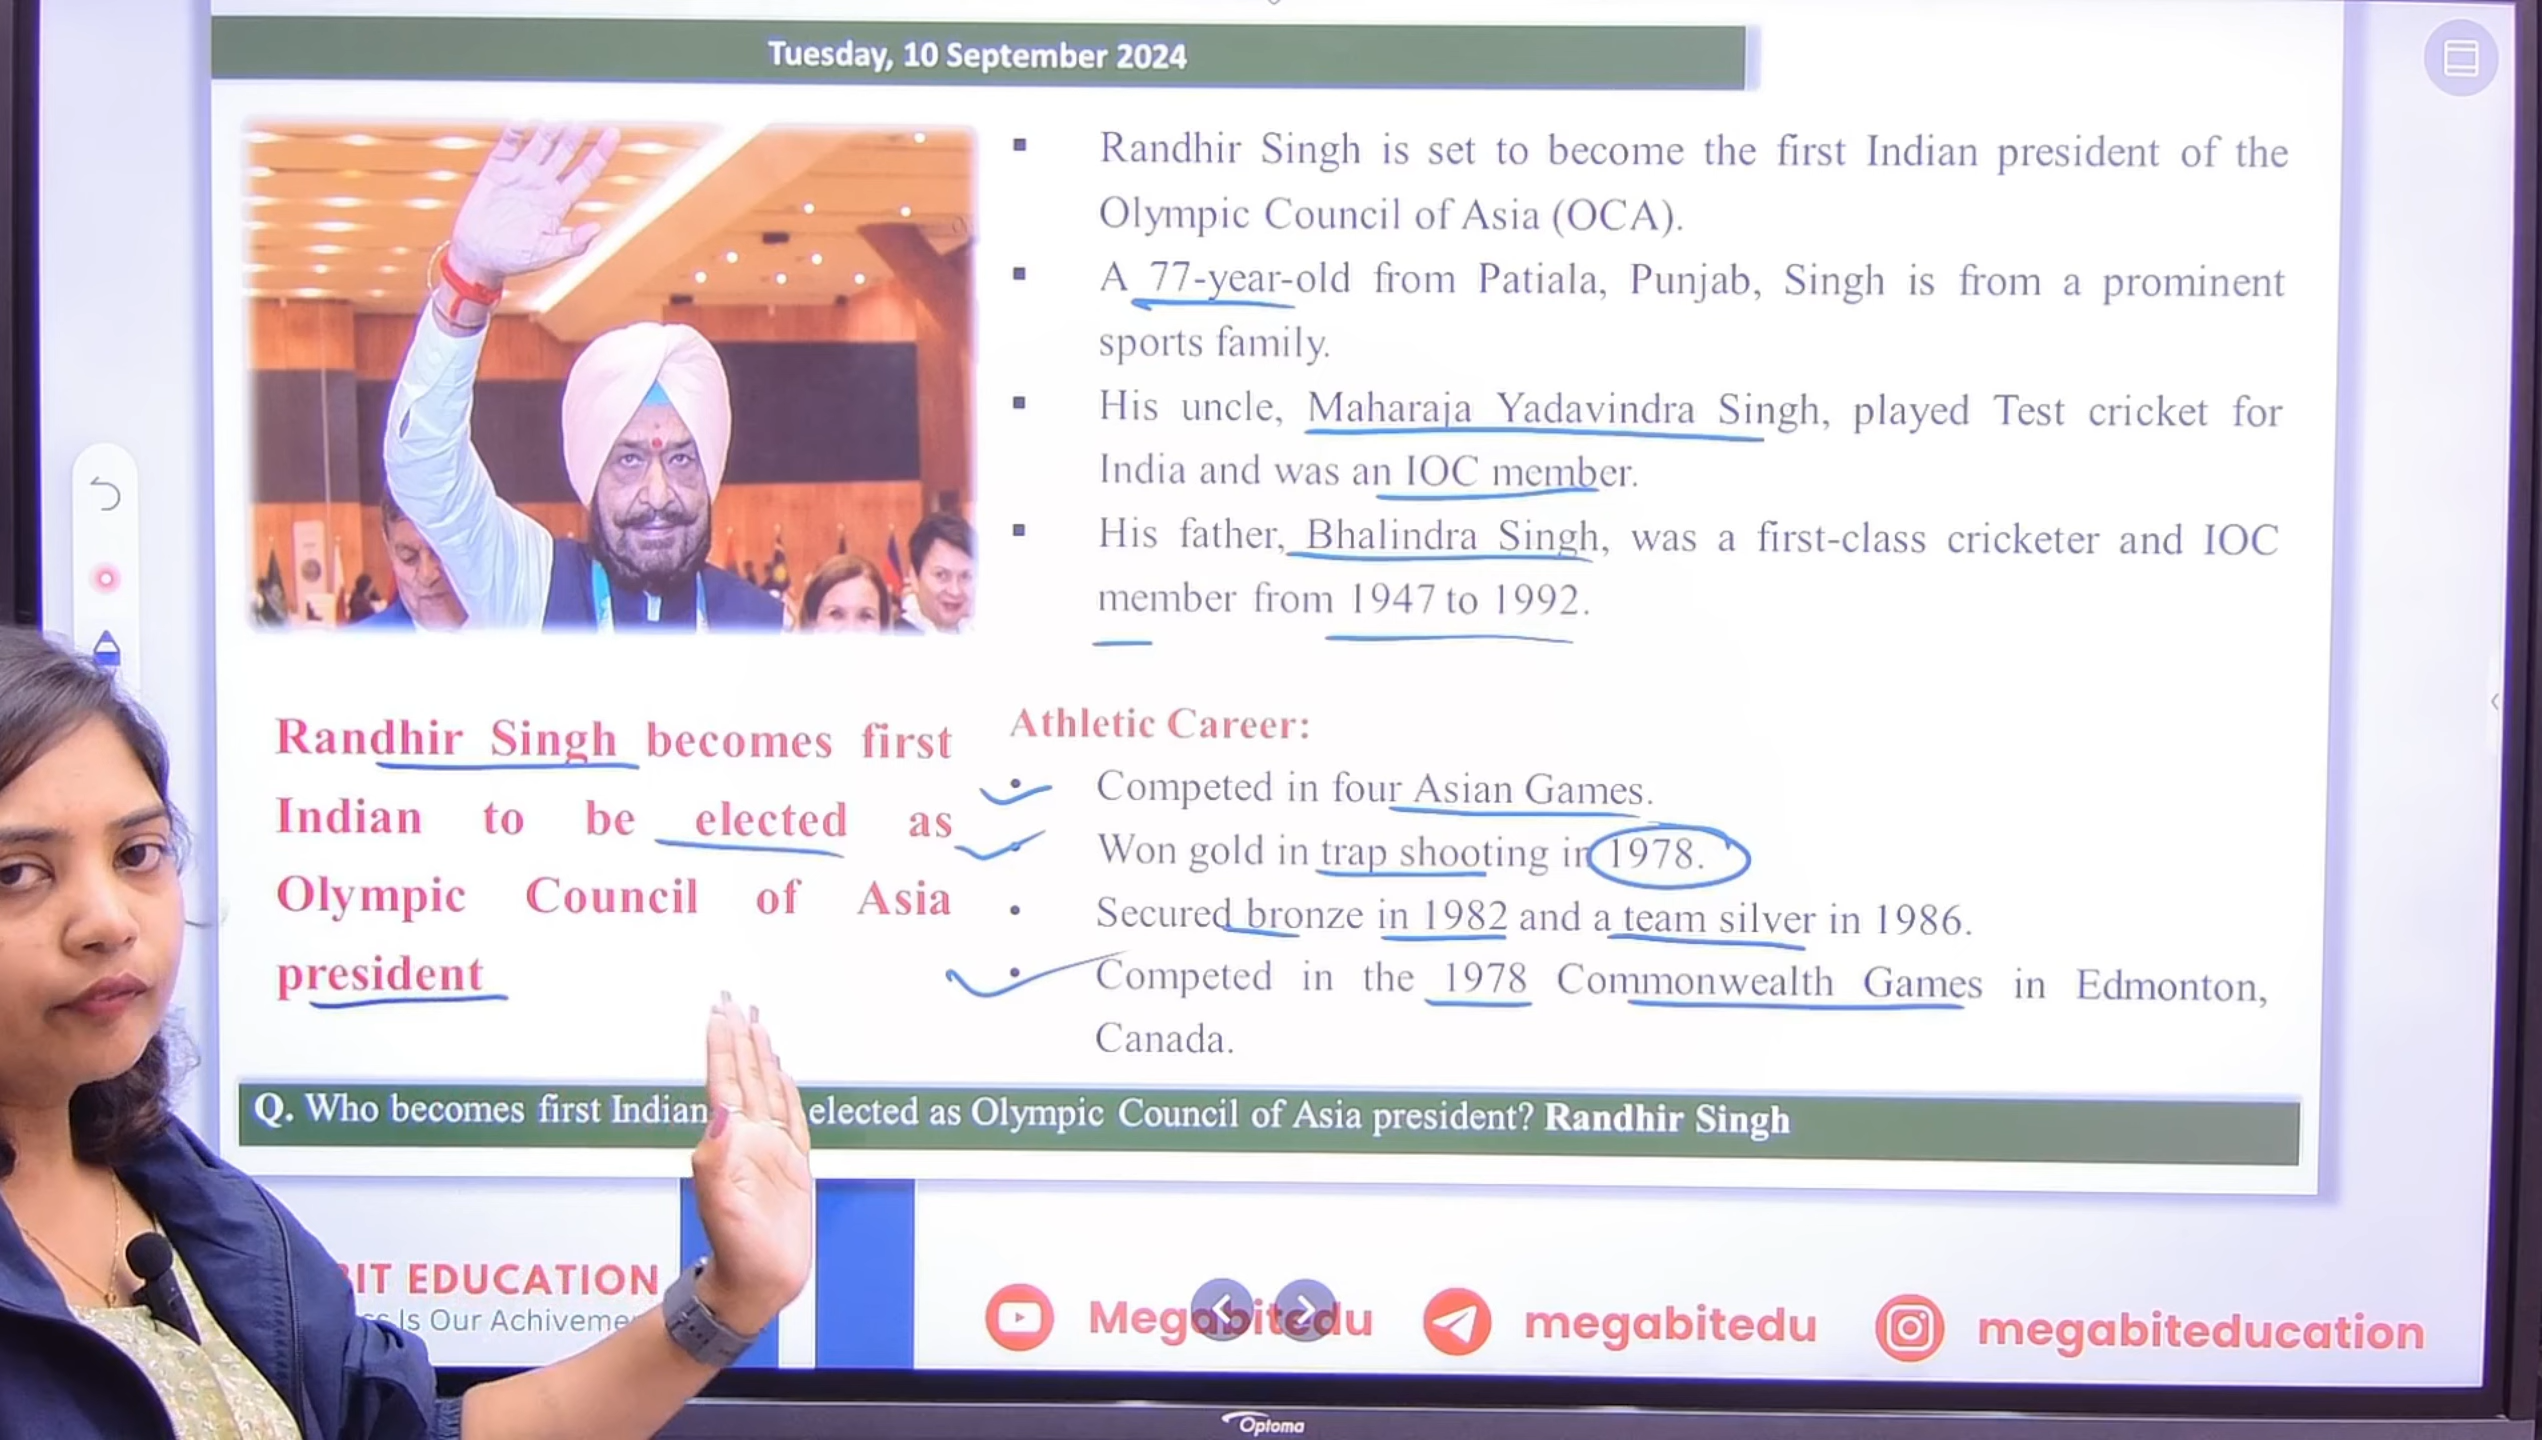 Tuesday, 10 September 2024
▪ Randhir Singh is set to become the first Indian president of the
Olympic Council of Asia (OCA).
▪ A 77-year-old from Patiala, Punjab, Singh is from a prominent
sports family.
▪ His uncle, Maharaja Yadavindra Singh, played Test cricket for
India and was an IOC member.
▪ His father, Bhalindra Singh, was a first-class cricketer and IOC
member from 1947 to 1992.
Randhir Singh becomes first
Indian to be elected as
Olympic Council of Asia
president
Athletic Career:
• Competed in four Asian Games.
• Won gold in trap shooting in 1978.
• Secured bronze in 1982 and a team silver in 1986.
• Competed in the 1978 Commonwealth Games in Edmonton,
Canada.
Q. Who becomes first Indian elected as Olympic Council of Asia president? Randhir Singh
IT EDUCATION
Is Our Achiveme
Megabitedu
megabitedu
megabiteducation
Optoma